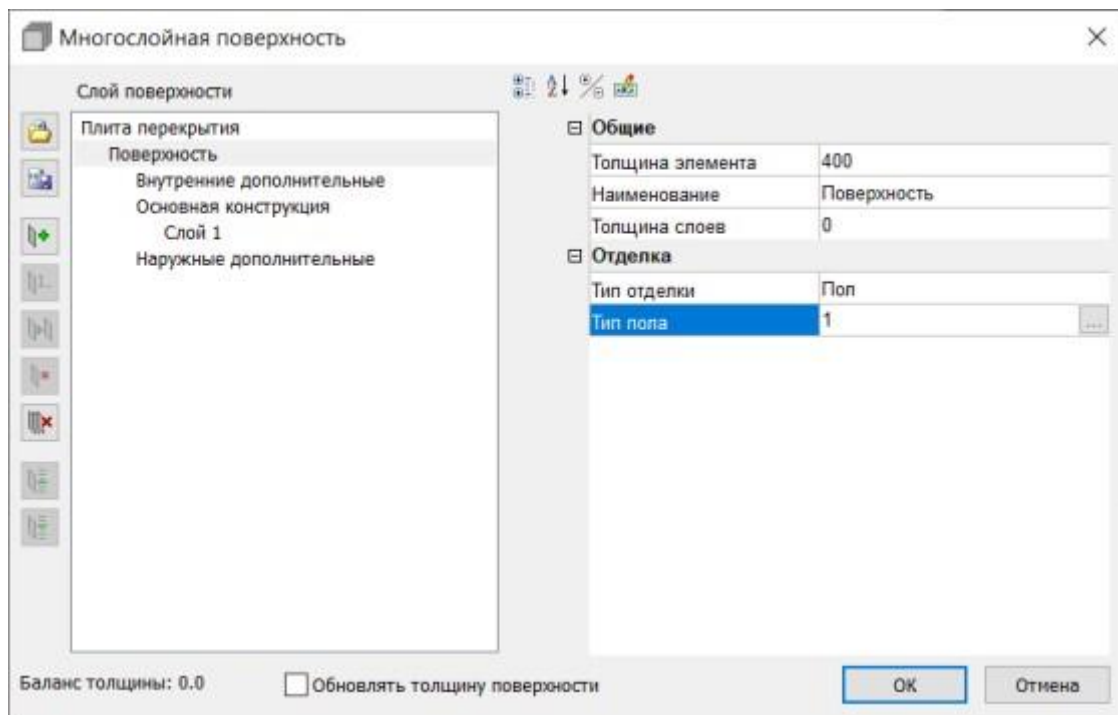 Многослойная поверхность
Слой поверхности
Плита перекрытия
Поверхность
Внутренние дополнительные
Основная конструкция
Слой 1
Наружные дополнительные
Общие
Толщина элемента 400
Наименование Поверхность
Толщина слоев 0
Отделка
Тип отделки Пол
Тип пола 1 ...
Баланс толщины: 0.0
Обновлять толщину поверхности
OK
Отмена